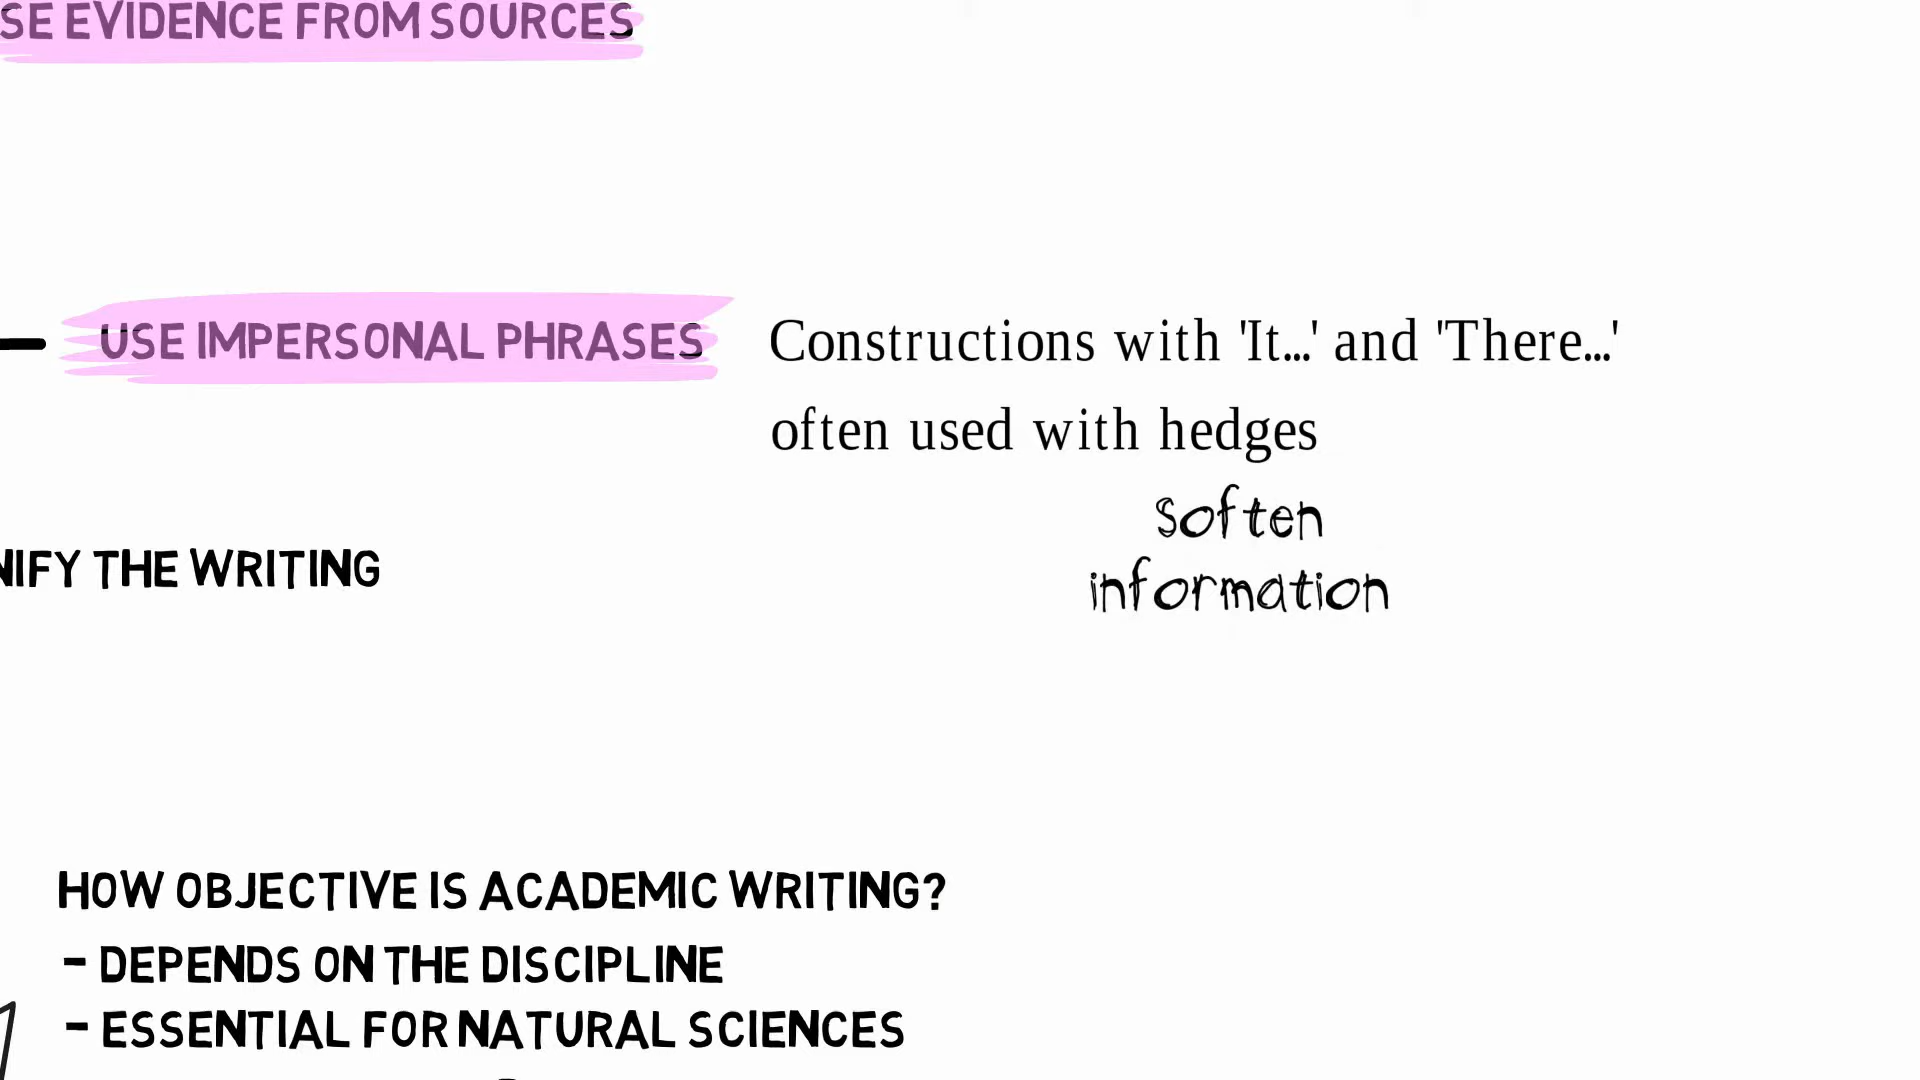 SE EVIDENCE FROM SOURCES
USE IMPERSONAL PHRASES
Constructions with 'It...' and 'There...'
often used with hedges
soften
information
NIFY THE WRITING
HOW OBJECTIVE IS ACADEMIC WRITING?
- DEPENDS ON THE DISCIPLINE
- ESSENTIAL FOR NATURAL SCIENCES